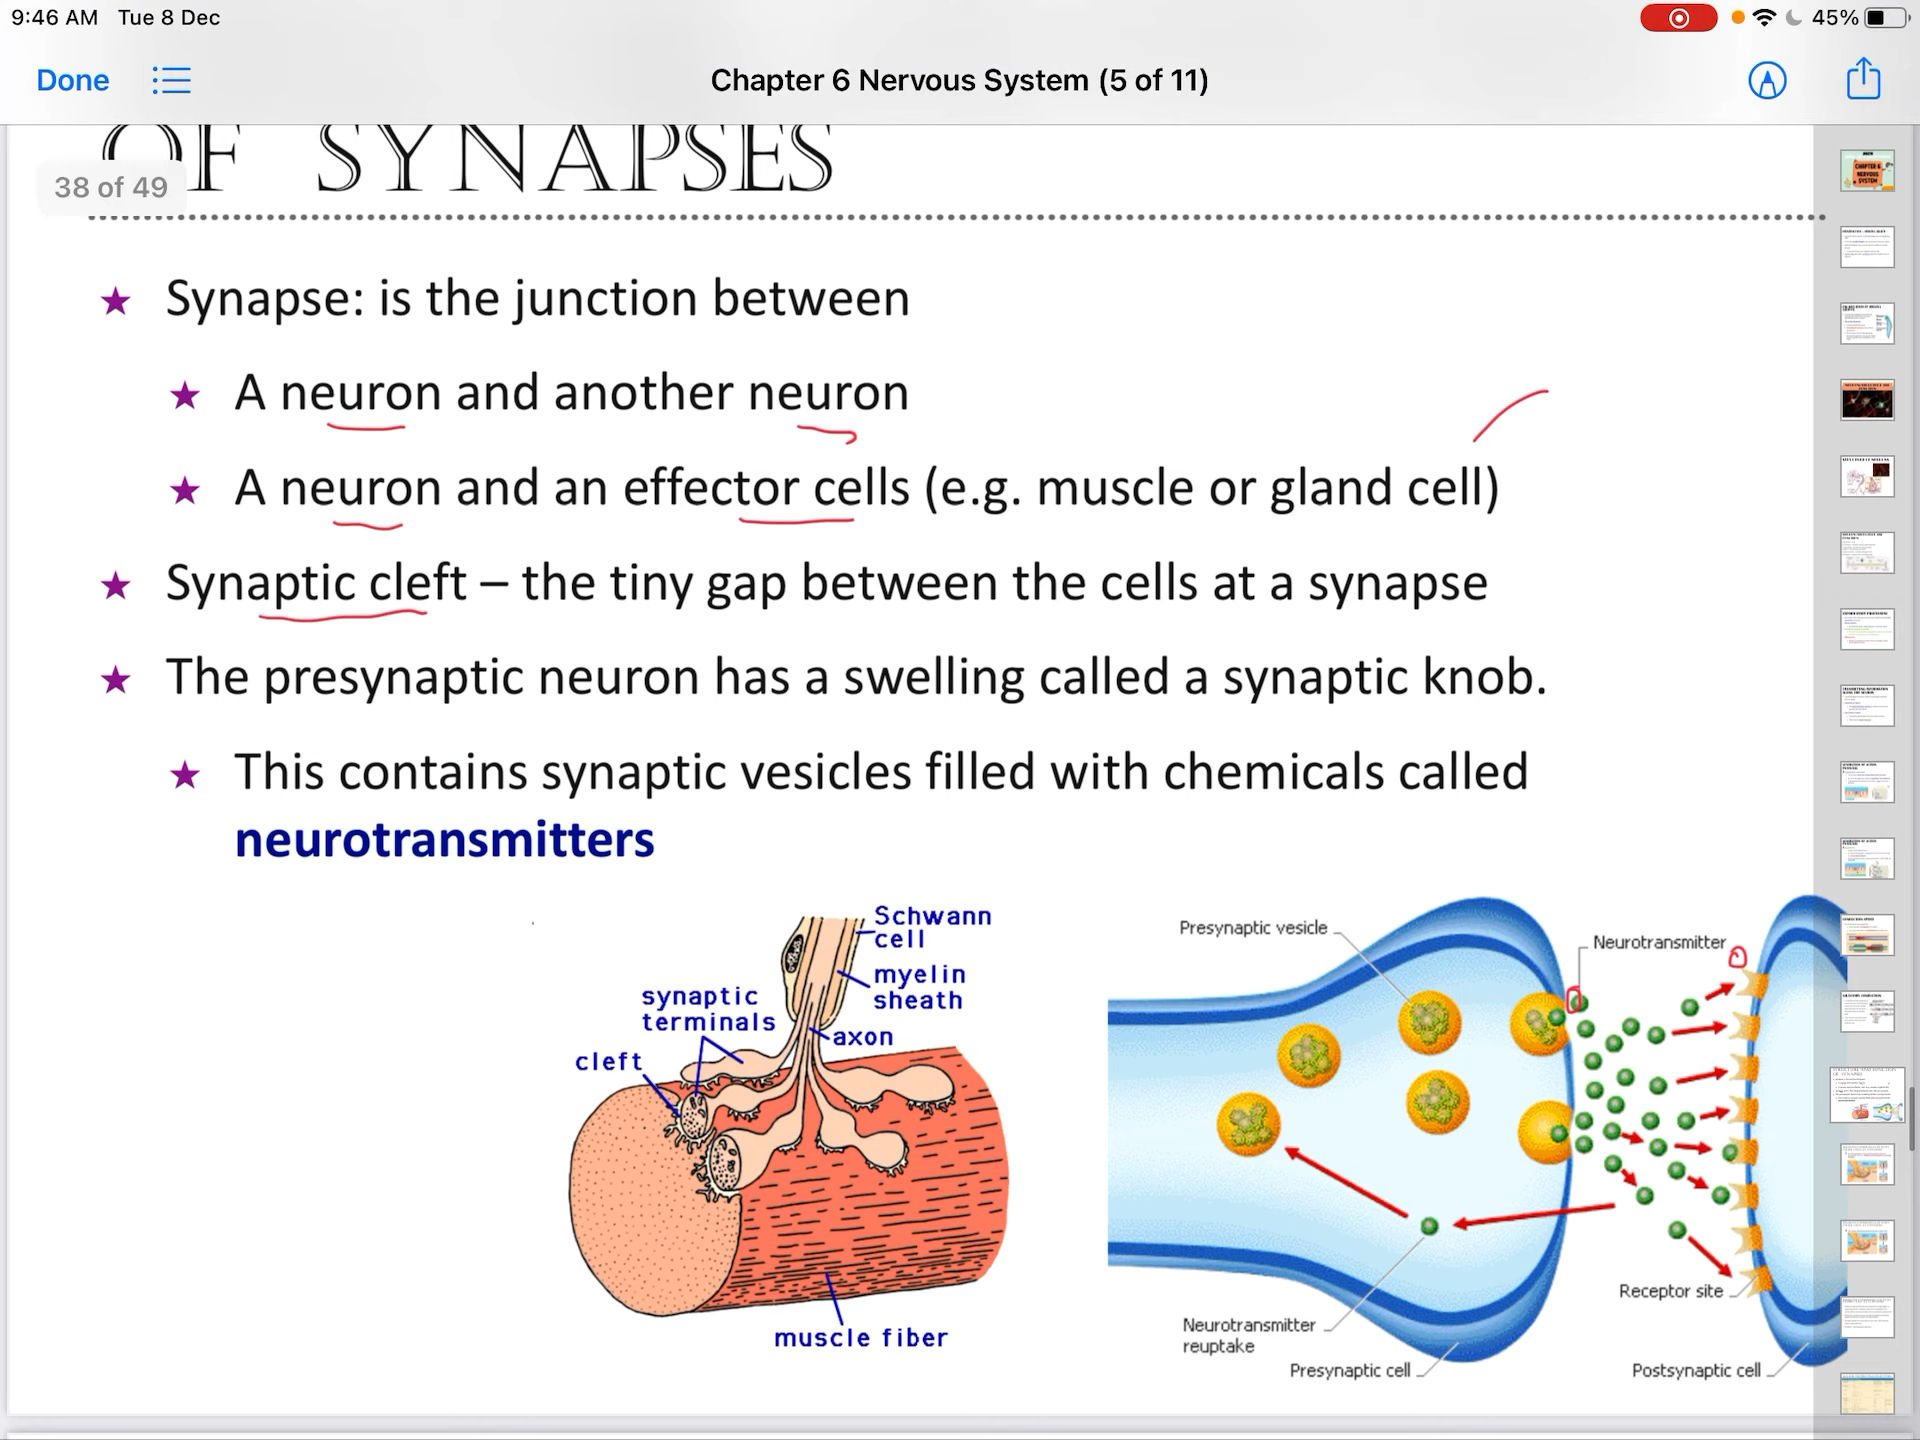 9:46 AM Tue 8 Dec
45%
Done
Chapter 6 Nervous System (5 of 11)
OF SYNAPSES
38 of 49
Synapse: is the junction between
A neuron and another neuron
A neuron and an effector cells (e.g. muscle or gland cell)
Synaptic cleft – the tiny gap between the cells at a synapse
The presynaptic neuron has a swelling called a synaptic knob.
This contains synaptic vesicles filled with chemicals called
neurotransmitters
Schwann
cell
myelin
sheath
synaptic
terminals
axon
cleft
muscle fiber
Presynaptic vesicle
Neurotransmitter
Receptor site
Neurotransmitter
reuptake
Presynaptic cell
Postsynaptic cell
CHAPTER 6
NERVOUS
SYSTEM